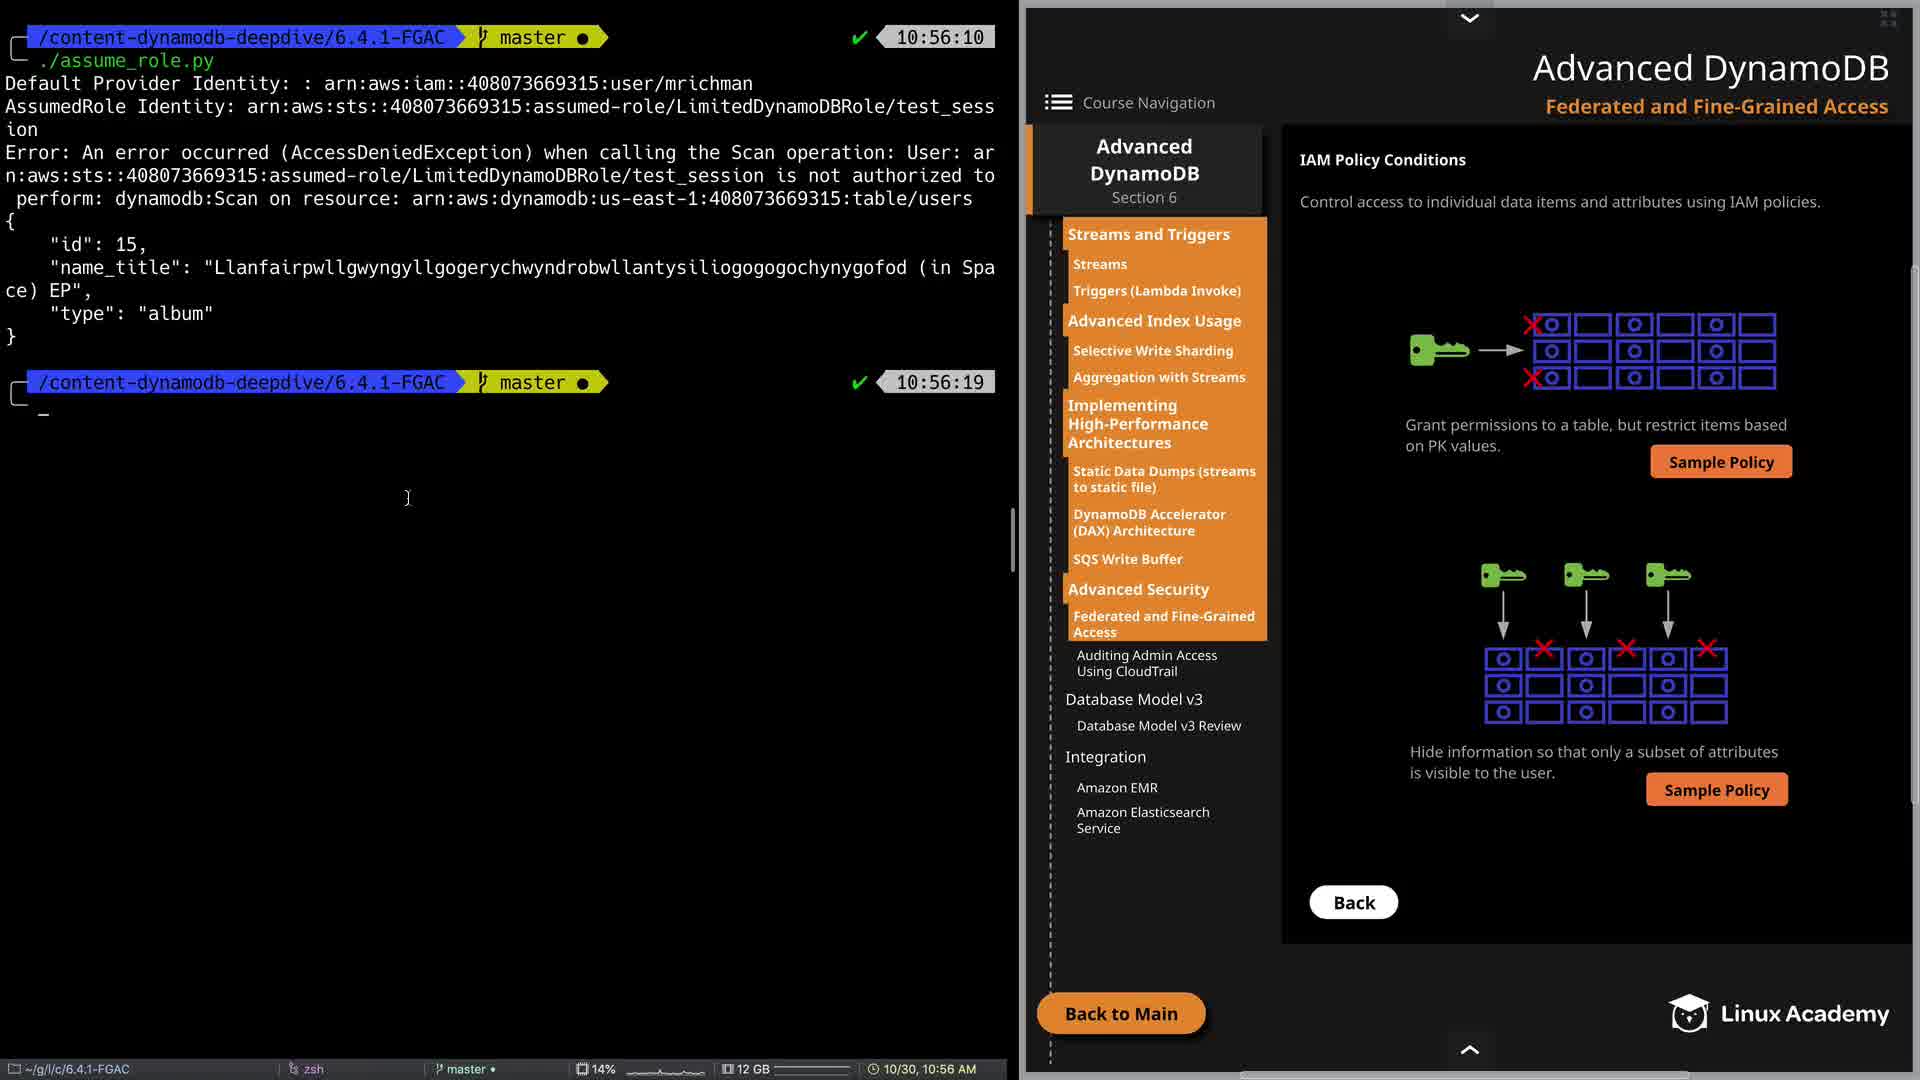 /content-dynamodb-deepdive/6.4.1-FGAC master ● ✔ 10:56:10
./assume_role.py
Default Provider Identity: : arn:aws:iam::408073669315:user/mrichman
AssumedRole Identity: arn:aws:sts::408073669315:assumed-role/LimitedDynamoDBRole/test_sess
ion
Error: An error occurred (AccessDeniedException) when calling the Scan operation: User: ar
n:aws:sts::408073669315:assumed-role/LimitedDynamoDBRole/test_session is not authorized to
perform: dynamodb:Scan on resource: arn:aws:dynamodb:us-east-1:408073669315:table/users
{
"id": 15,
"name_title": "Llanfairpwllgwyngyllgogerychwyndrobwllantysiliogogogochynygofod (in Spa
ce) EP",
"type": "album"
}
/content-dynamodb-deepdive/6.4.1-FGAC master ● ✔ 10:56:19
_
~/g/l/c/6.4.1-FGAC zsh master • 14% 12 GB 10/30, 10:56 AM
Advanced DynamoDB
Federated and Fine-Grained Access
Course Navigation
Advanced
DynamoDB
Section 6
Streams and Triggers
Streams
Triggers (Lambda Invoke)
Advanced Index Usage
Selective Write Sharding
Aggregation with Streams
Implementing
High-Performance
Architectures
Static Data Dumps (streams
to static file)
DynamoDB Accelerator
(DAX) Architecture
SQS Write Buffer
Advanced Security
Federated and Fine-Grained
Access
Auditing Admin Access
Using CloudTrail
Database Model v3
Database Model v3 Review
Integration
Amazon EMR
Amazon Elasticsearch
Service
Back to Main
IAM Policy Conditions
Control access to individual data items and attributes using IAM policies.
Grant permissions to a table, but restrict items based
on PK values.
Sample Policy
Hide information so that only a subset of attributes
is visible to the user.
Sample Policy
Back
Linux Academy